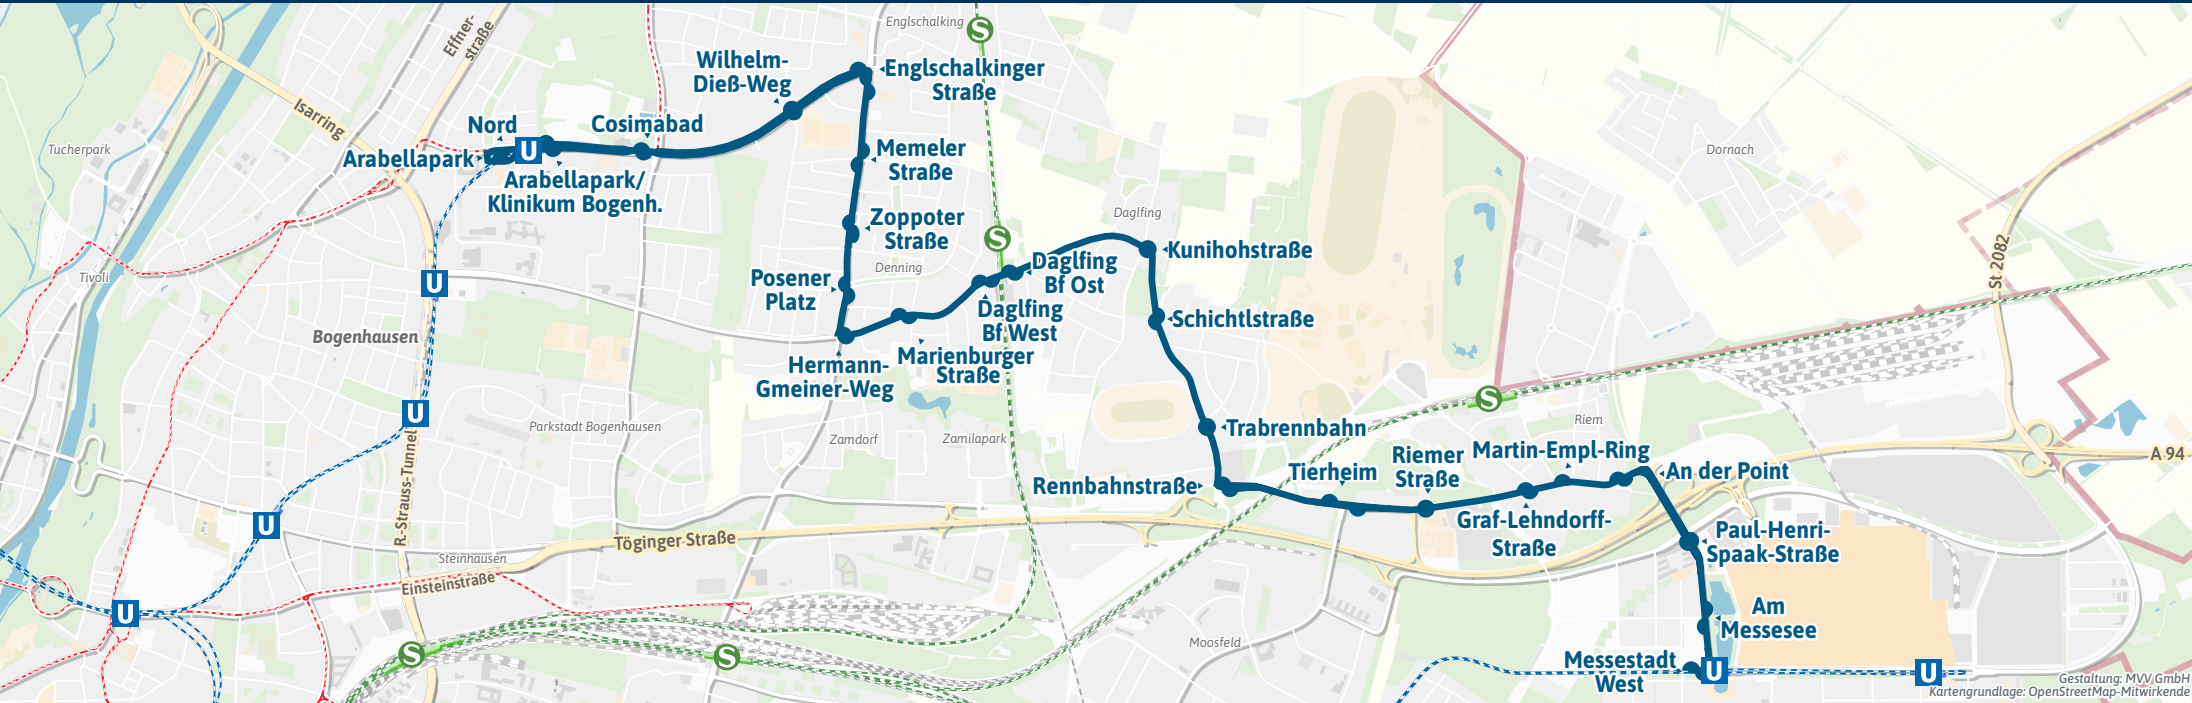 Englschalking
S
Effner-
straße
Wilhelm-
Dieß-Weg
Englschalkinger
Straße
Isarring
Nord
Cosimabad
Tucherpark
Arabellapark
U
Memeler
Straße
Dornach
Arabellapark/
Klinikum Bogenh.
Zoppoter
Straße
Daglfing
S
Kunihohstraße
St 2082
Tivoli
U
Denning
Posener
Platz
Daglfing
Bf Ost
Daglfing
Bf West
Schichtlstraße
Bogenhausen
Hermann-
Gmeiner-Weg
Marienburger
Straße
S
U
Parkstadt Bogenhausen
Zamdorf
Zamilapark
Trabrennbahn
Riem
R.-Strauss-Tunnel
Rennbahnstraße
Tierheim
Riemer
Straße
Martin-Empl-Ring
An der Point
A 94
U
Töginger Straße
Graf-Lehndorff-
Straße
Paul-Henri-
Spaak-Straße
Steinhausen
Einsteinstraße
U
Am
Messesee
Moosfeld
S
S
Messestadt
West
U
U
Gestaltung: MVV GmbH
Kartengrundlage: OpenStreetMap-Mitwirkende